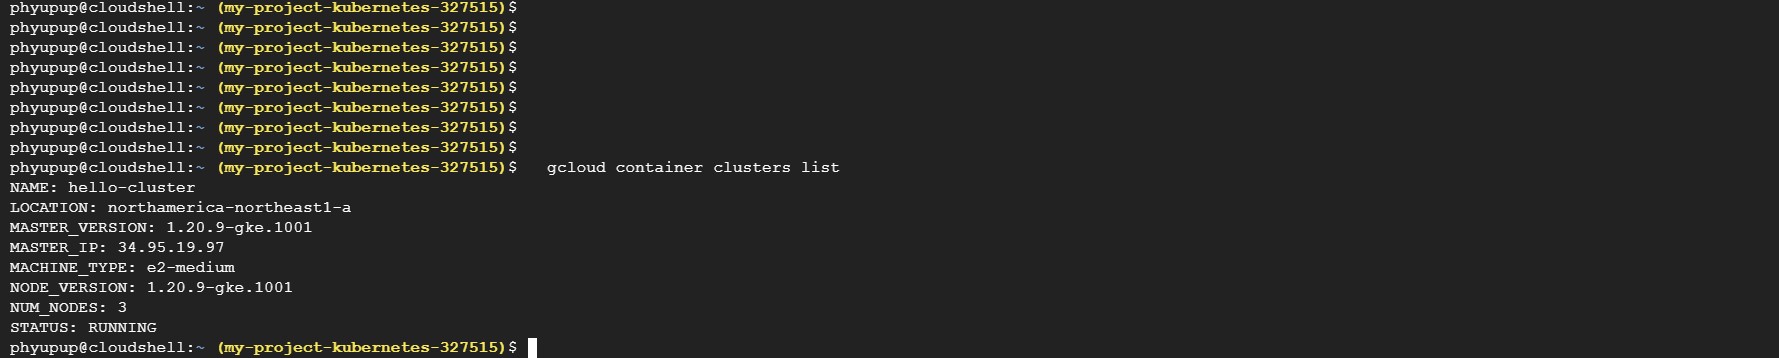 phyupup@cloudshell:~ (my-project-kubernetes-327515)$
phyupup@cloudshell:~ (my-project-kubernetes-327515)$
phyupup@cloudshell:~ (my-project-kubernetes-327515)$
phyupup@cloudshell:~ (my-project-kubernetes-327515)$
phyupup@cloudshell:~ (my-project-kubernetes-327515)$
phyupup@cloudshell:~ (my-project-kubernetes-327515)$
phyupup@cloudshell:~ (my-project-kubernetes-327515)$
phyupup@cloudshell:~ (my-project-kubernetes-327515)$
phyupup@cloudshell:~ (my-project-kubernetes-327515)$   gcloud container clusters list
NAME: hello-cluster
LOCATION: northamerica-northeast1-a
MASTER_VERSION: 1.20.9-gke.1001
MASTER_IP: 34.95.19.97
MACHINE_TYPE: e2-medium
NODE_VERSION: 1.20.9-gke.1001
NUM_NODES: 3
STATUS: RUNNING
phyupup@cloudshell:~ (my-project-kubernetes-327515)$